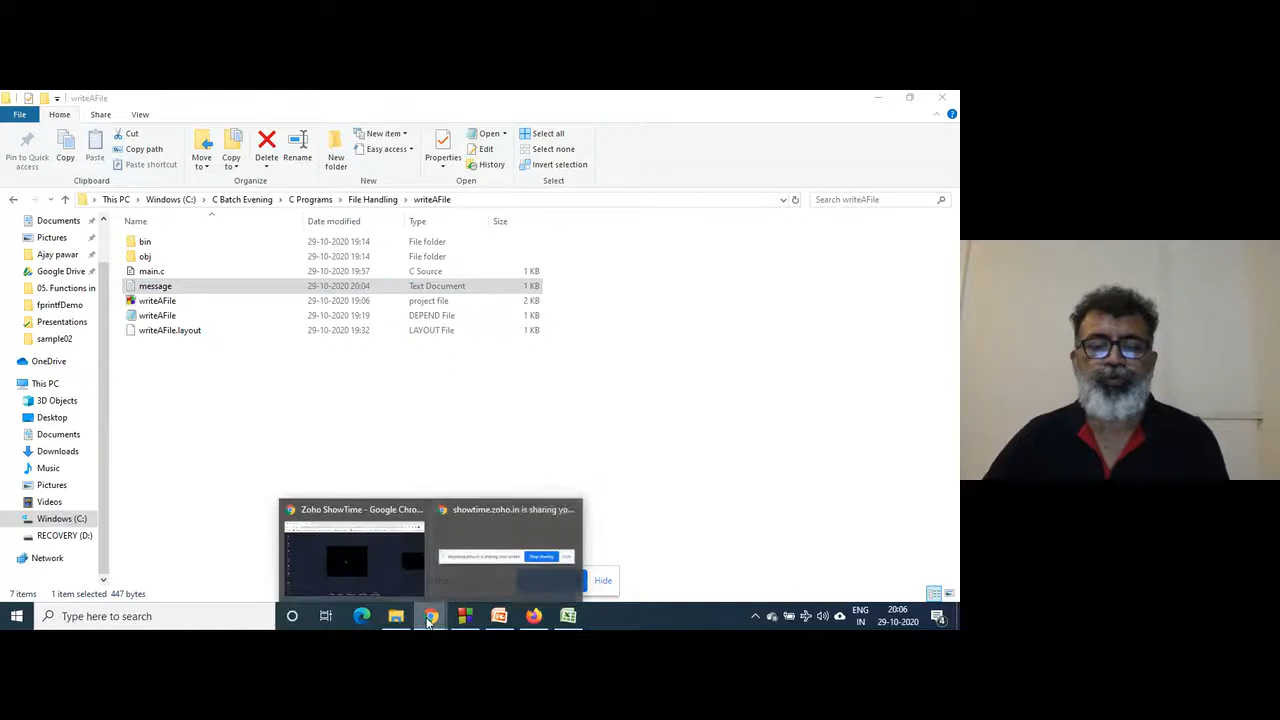 writeAFile
File Home Share View
Pin to Quick access
Copy
Paste
Cut
Copy path
Paste shortcut
Clipboard
Move to
Copy to
Delete
Rename
Organize
New folder
New item
Easy access
New
Properties
Open
Edit
History
Open
Select all
Select none
Invert selection
Select
This PC > Windows (C:) > C Batch Evening > C Programs > File Handling > writeAFile
Search writeAFile
Name Date modified Type Size
bin 29-10-2020 19:14 File folder
obj 29-10-2020 19:14 File folder
main.c 29-10-2020 19:57 C Source 1 KB
message 29-10-2020 20:04 Text Document 1 KB
writeAFile 29-10-2020 19:06 project file 2 KB
writeAFile 29-10-2020 19:19 DEPEND File 1 KB
writeAFile.layout 29-10-2020 19:32 LAYOUT File 1 KB
Documents
Pictures
Ajay pawar
Google Drive
05. Functions in
fprintfDemo
Presentations
sample02
OneDrive
This PC
3D Objects
Desktop
Documents
Downloads
Music
Pictures
Videos
Windows (C:)
RECOVERY (D:)
Network
Zoho ShowTime - Google Chro...
showtime.zoho.in is sharing yo...
Stop sharing
Hide
7 items 1 item selected 447 bytes
Type here to search
ENG
IN
20:06
29-10-2020
4